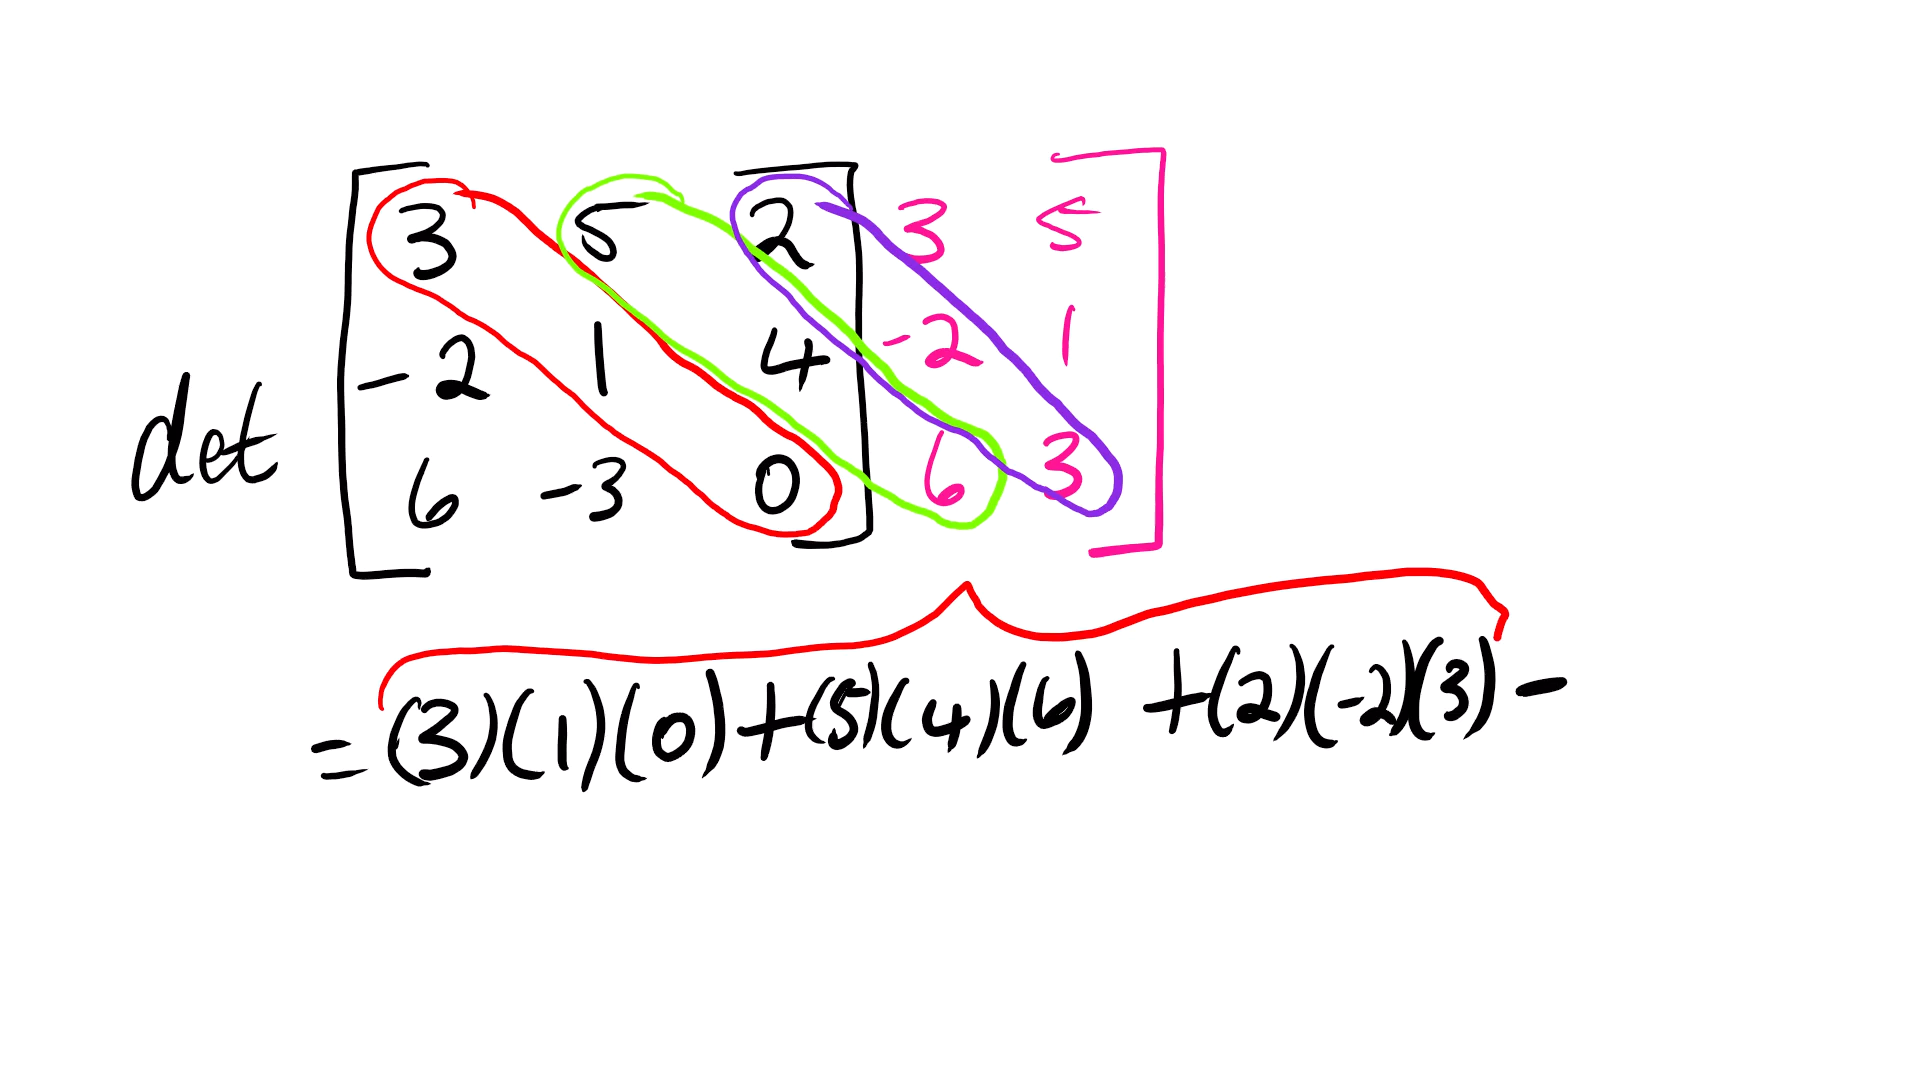 3 5 2 3 5
-2 1 4 -2 1
det
6 -3 0 6 3
= (3)(1)(0) + (5)(4)(6) + (2)(-2)(3) -